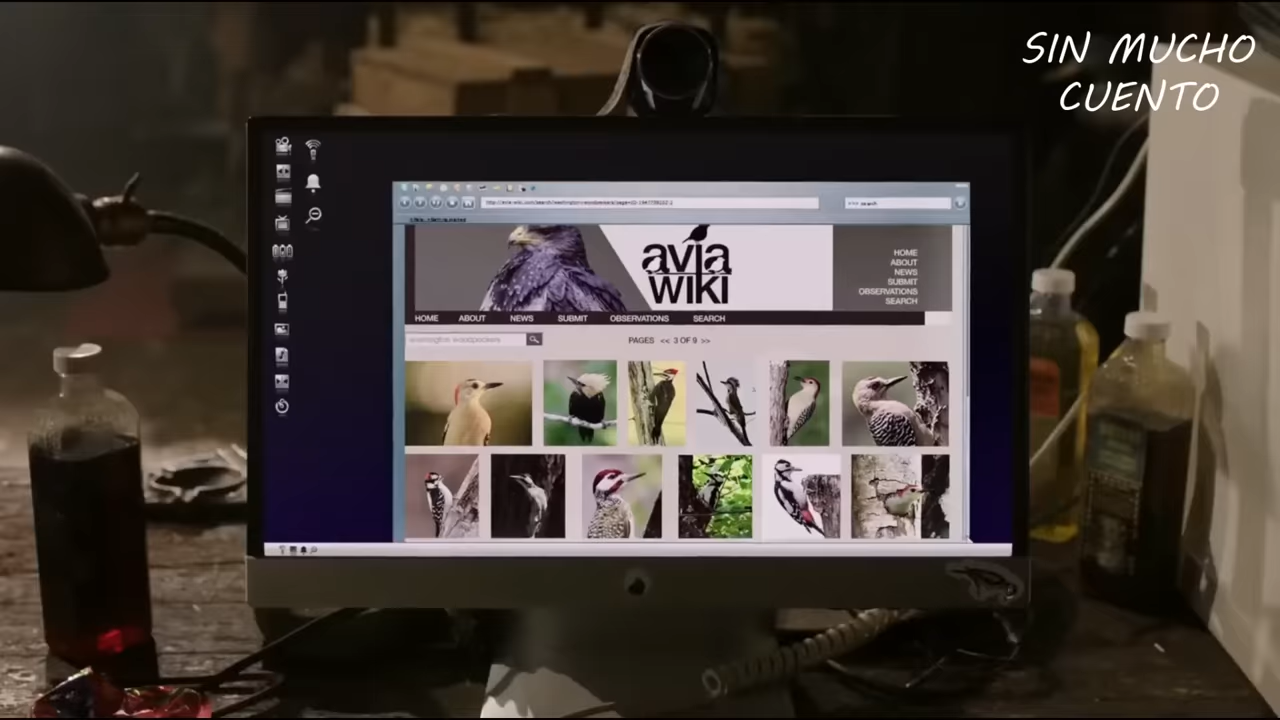 SIN MUCHO
CUENTO
search
avia
wiki
HOME
ABOUT
NEWS
SUBMIT
OBSERVATIONS
SEARCH
HOME ABOUT NEWS SUBMIT OBSERVATIONS SEARCH
PAGES << 3 OF 9 >>